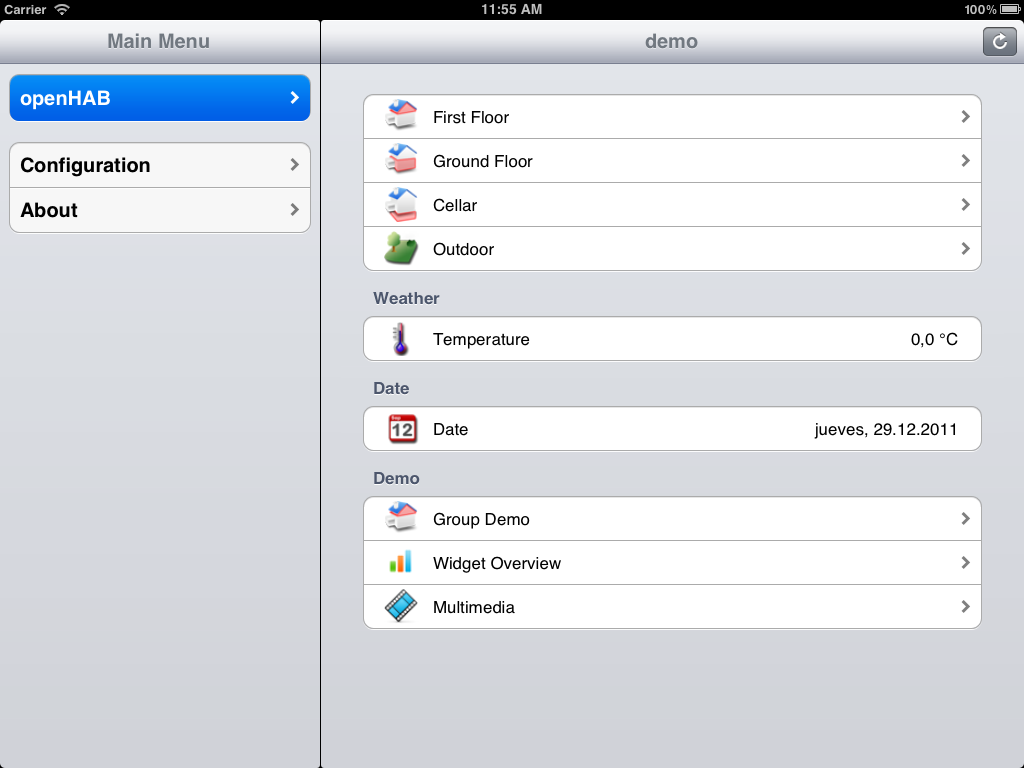 Carrier 11:55 AM 100%
Main Menu
openHAB
Configuration
About
demo
First Floor
Ground Floor
Cellar
Outdoor
Weather
Temperature 0,0 °C
Date
Sep
12
Date jueves, 29.12.2011
Demo
Group Demo
Widget Overview
Multimedia